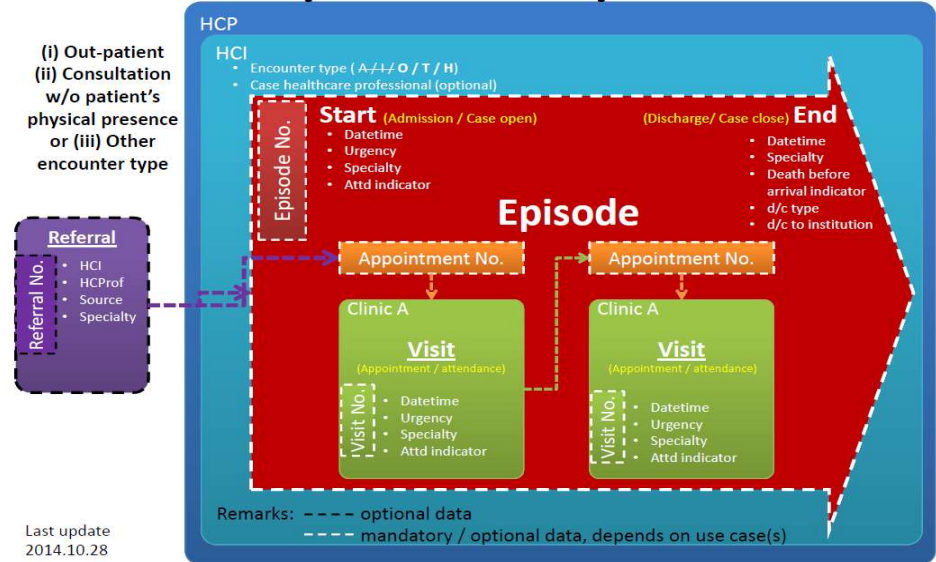 HCP
HCI
• Encounter type ( A / I / O / T / H)
• Case healthcare professional (optional)
(i) Out-patient
(ii) Consultation
w/o patient's
physical presence
or (iii) Other
encounter type
Episode No.
Start (Admission / Case open)
• Datetime
• Urgency
• Specialty
• Attd indicator
(Discharge/ Case close) End
• Datetime
• Specialty
• Death before
arrival indicator
• d/c type
• d/c to institution
Episode
Referral
Referral No.
• HCI
• HCProf
• Source
• Specialty
Appointment No.
Clinic A
Visit
(Appointment / attendance)
Visit No.
• Datetime
• Urgency
• Specialty
• Attd indicator
Appointment No.
Clinic A
Visit
(Appointment / attendance)
Visit No.
• Datetime
• Urgency
• Specialty
• Attd indicator
Remarks: ---- optional data
---- mandatory / optional data, depends on use case(s)
Last update
2014.10.28